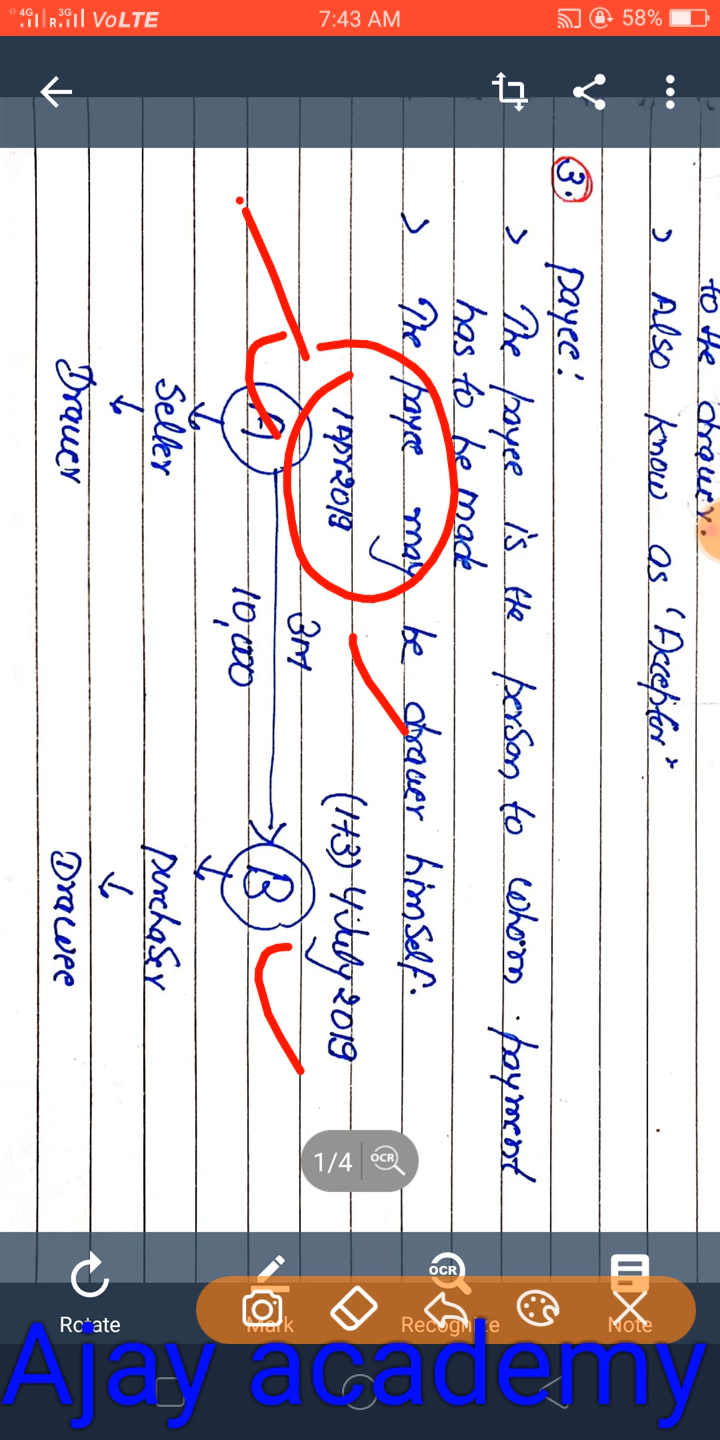 4G R 3G VoLTE 7:43 AM 58%
to the drawer.
> Also know as "Acceptor"
3. payee:
> The payee is the person to whom payment
has to be made
> The payee may be drawer himself.
1 Apr 2019 (1+3) 4 July 2019
3M
A B
10,000
Seller purchaser
Drawer Drawee
1/4 OCR
OCR
Rotate Mark Recognize Note
Ajay academy